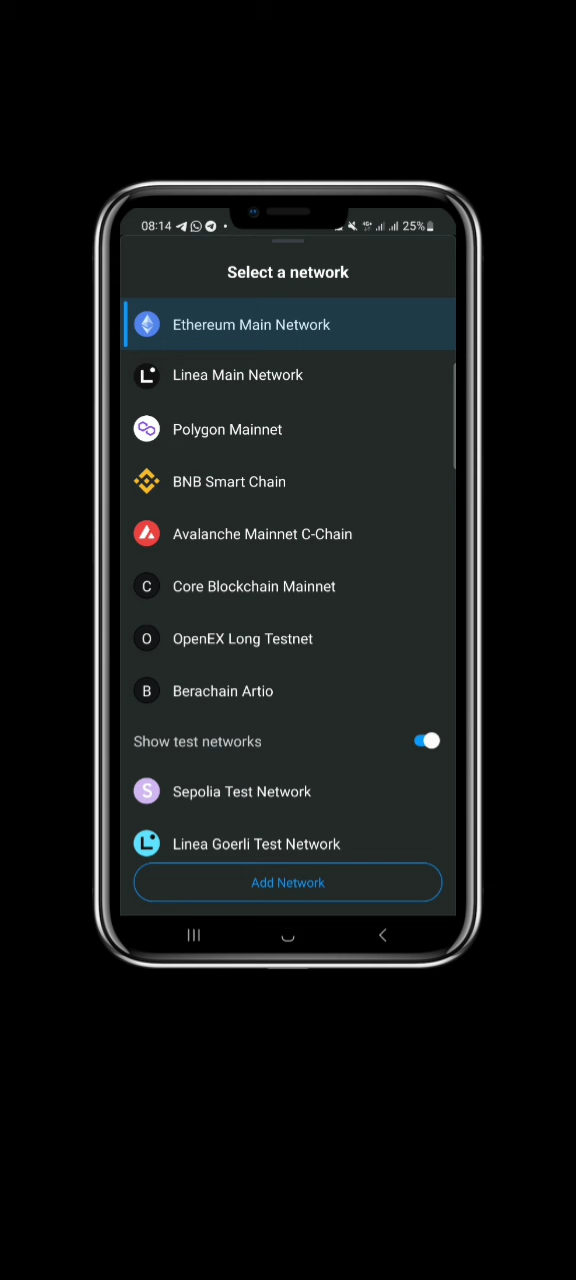 08:14 25%
Select a network
Ethereum Main Network
Linea Main Network
Polygon Mainnet
BNB Smart Chain
Avalanche Mainnet C-Chain
C Core Blockchain Mainnet
O OpenEX Long Testnet
B Berachain Artio
Show test networks
S Sepolia Test Network
Linea Goerli Test Network
Add Network